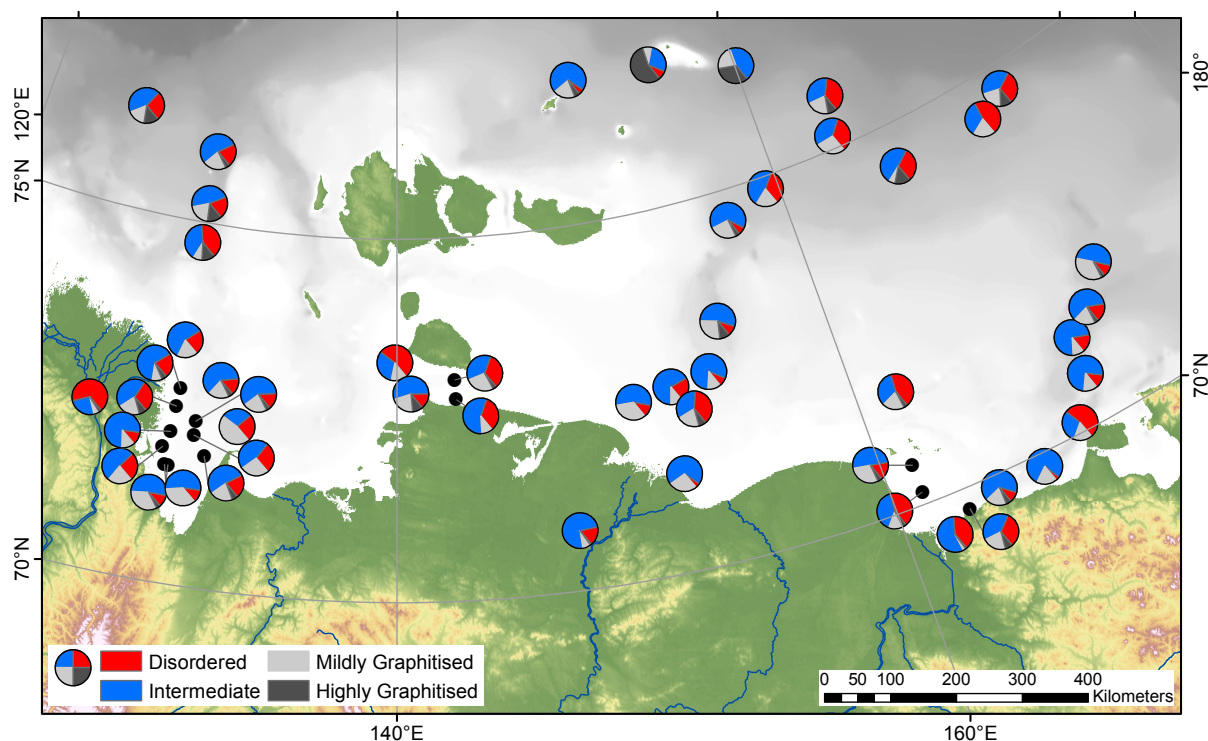 180°
120°E
75°N
70°N
70°N
Disordered
Mildly Graphitised
Intermediate
Highly Graphitised
0 50 100 200 300 400
Kilometers
140°E
160°E